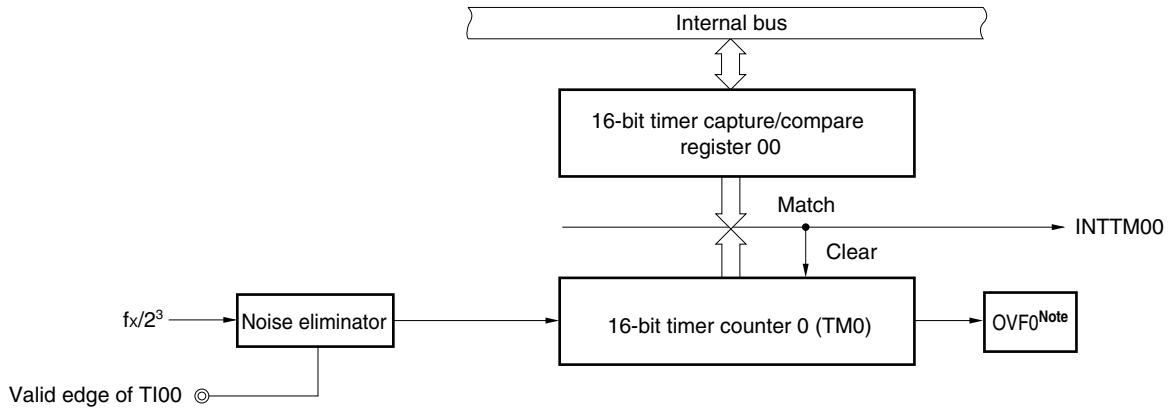 Internal bus
16-bit timer capture/compare
register 00
Match
INTTM00
Clear
fx/2³
Noise eliminator
16-bit timer counter 0 (TM0)
OVF0Note
Valid edge of TI00